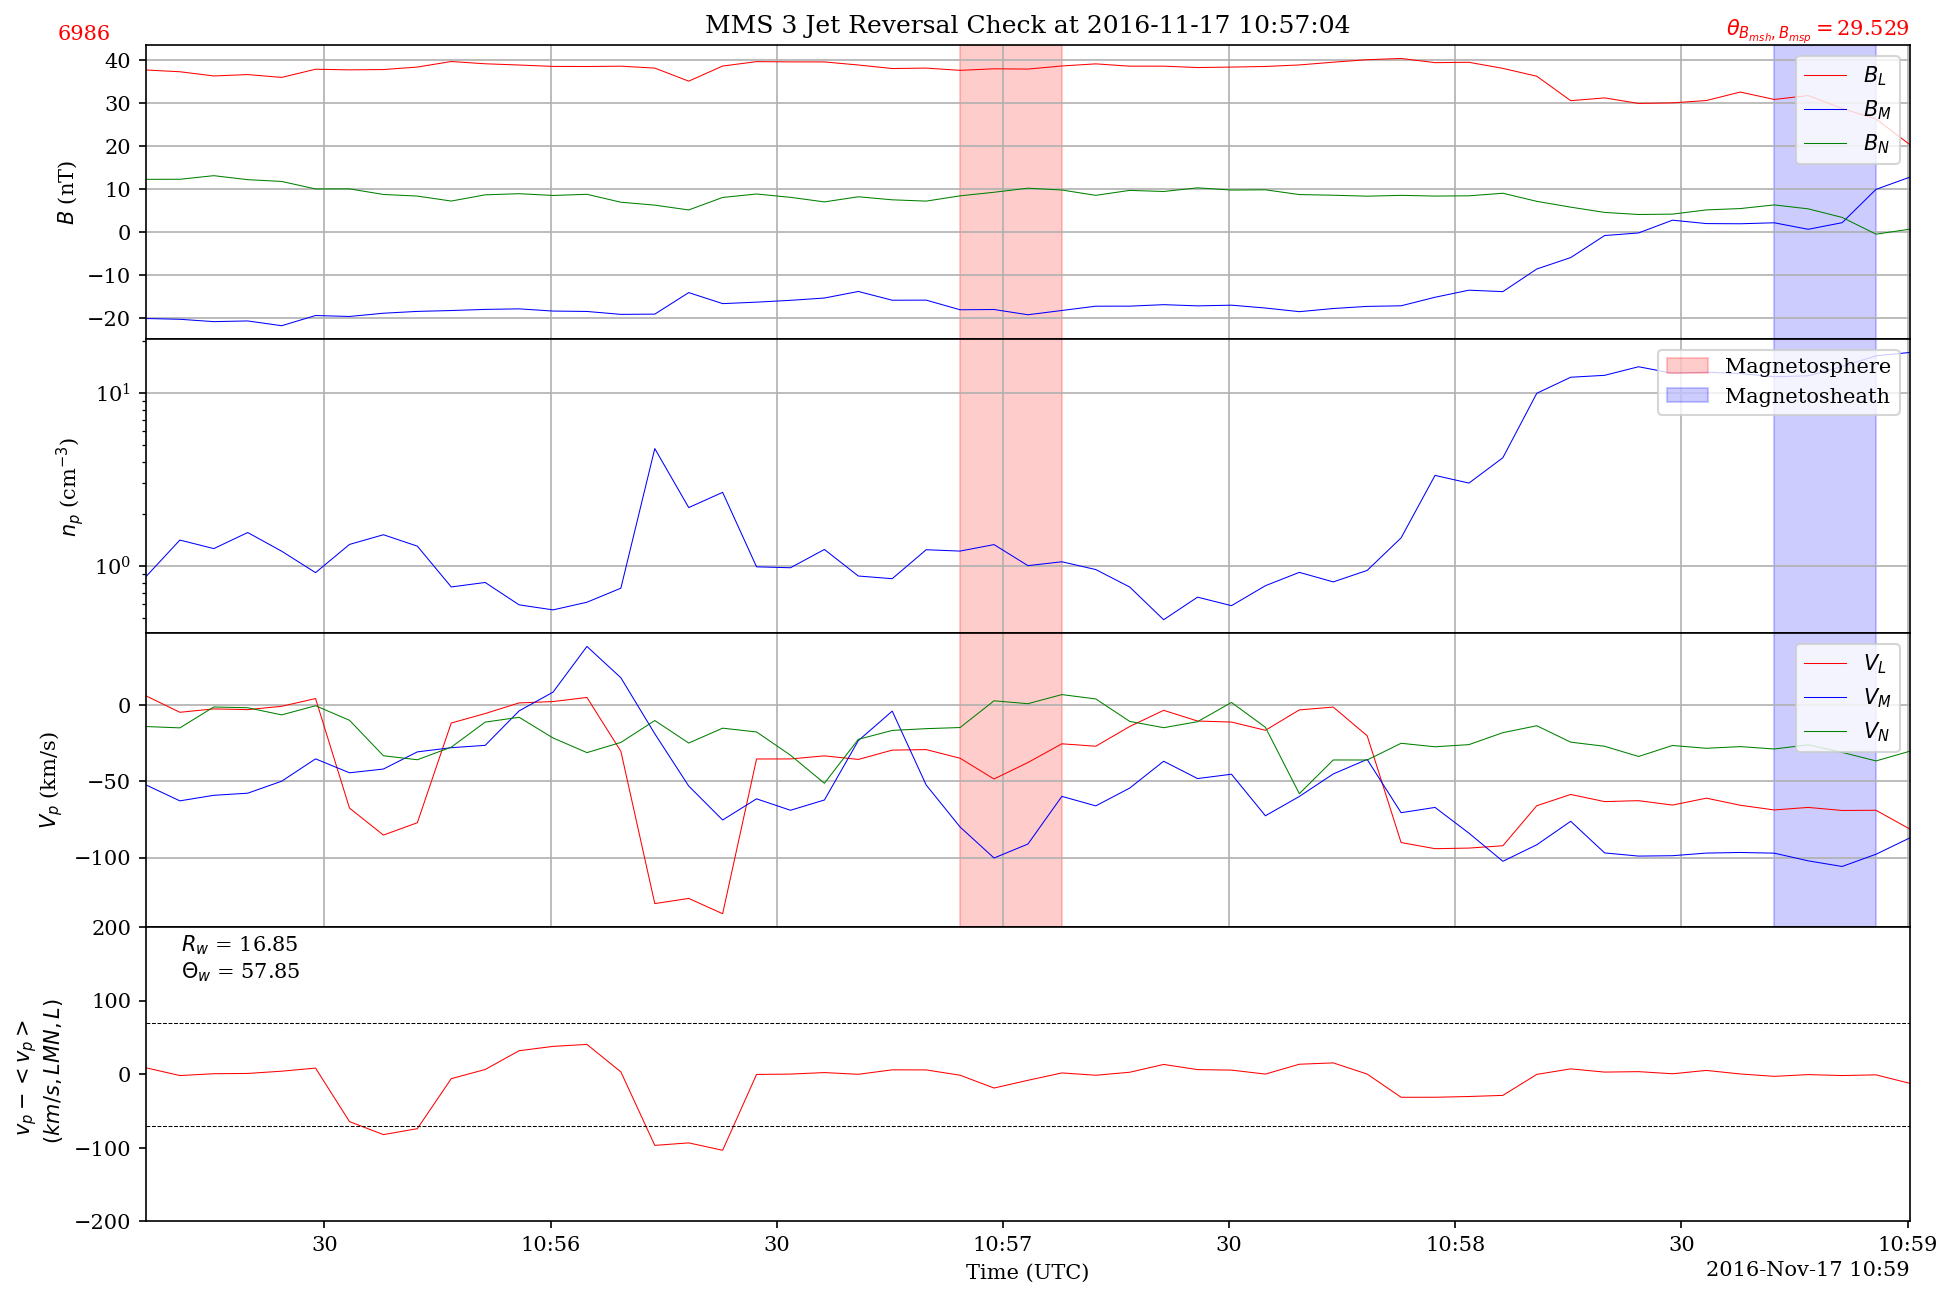 6986
MMS 3 Jet Reversal Check at 2016-11-17 10:57:04
θ_{B_{msh}, B_{msp}} = 29.529
40
30
20
10
0
−10
−20
B (nT)
B_L
B_M
B_N
10¹
10⁰
n_p (cm⁻³)
Magnetosphere
Magnetosheath
0
−50
−100
V_p (km/s)
V_L
V_M
V_N
200
100
0
−100
−200
v_p − < v_p >
(km/s, LMN, L)
R_w = 16.85
Θ_w = 57.85
30 10:56 30 10:57 30 10:58 30 10:59
Time (UTC)
2016-Nov-17 10:59